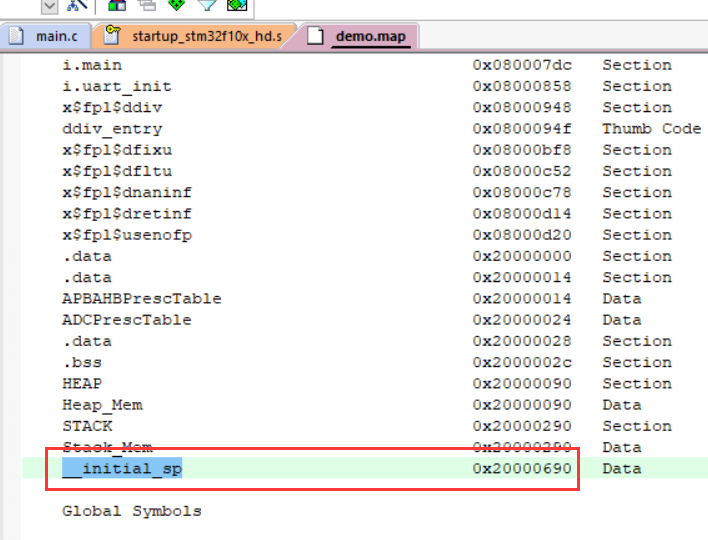 main.c startup_stm32f10x_hd.s demo.map
i.main 0x080007dc Section
i.uart_init 0x08000858 Section
x$fpl$ddiv 0x08000948 Section
ddiv_entry 0x0800094f Thumb Code
x$fpl$dfixu 0x08000bf8 Section
x$fpl$dfltu 0x08000c52 Section
x$fpl$dnaninf 0x08000c78 Section
x$fpl$dretinf 0x08000d14 Section
x$fpl$usenofp 0x08000d20 Section
.data 0x20000000 Section
.data 0x20000014 Section
APBAHBPrescTable 0x20000014 Data
ADCPrescTable 0x20000024 Data
.data 0x20000028 Section
.bss 0x2000002c Section
HEAP 0x20000090 Section
Heap_Mem 0x20000090 Data
STACK 0x20000290 Section
Stack_Mem 0x20000290 Data
__initial_sp 0x20000690 Data
Global Symbols